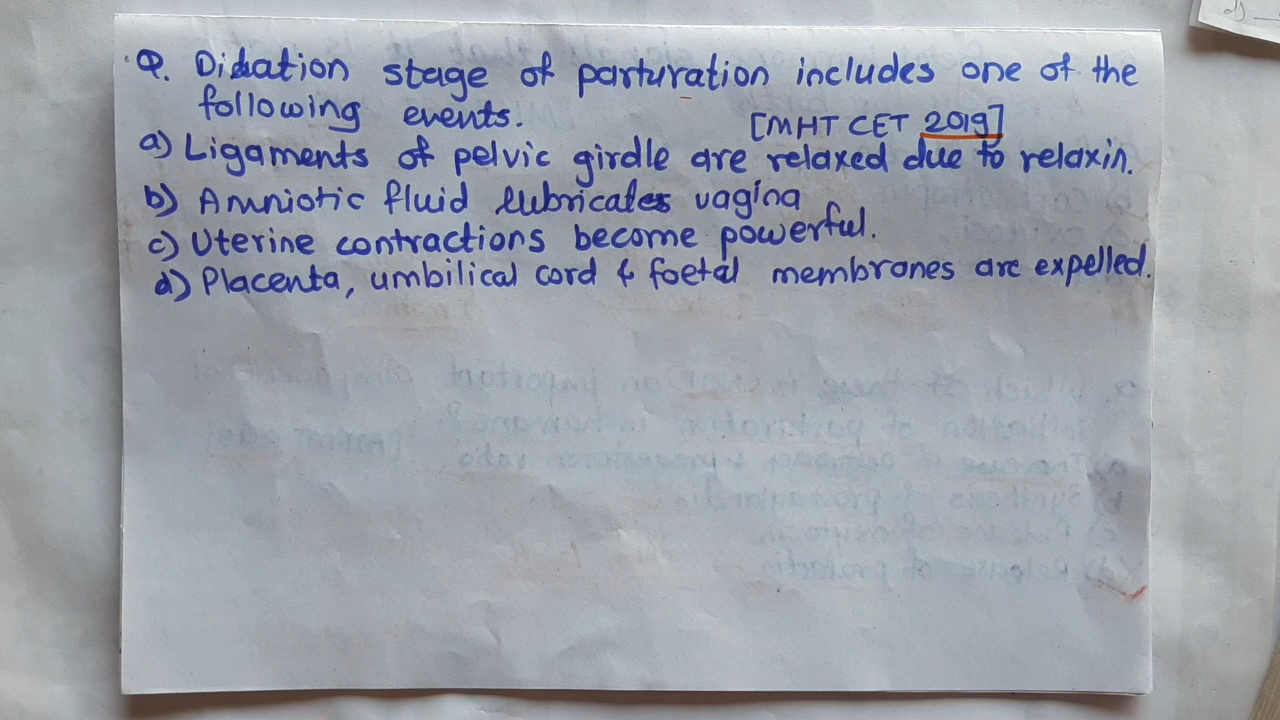 Q. Dilation stage of parturation includes one of the
following events.
[MHT CET 2019]
a) Ligaments of pelvic girdle are relaxed due to relaxin.
b) Amniotic fluid lubricates vagina
c) Uterine contractions become powerful.
d) Placenta, umbilical cord & foetal membranes are expelled.